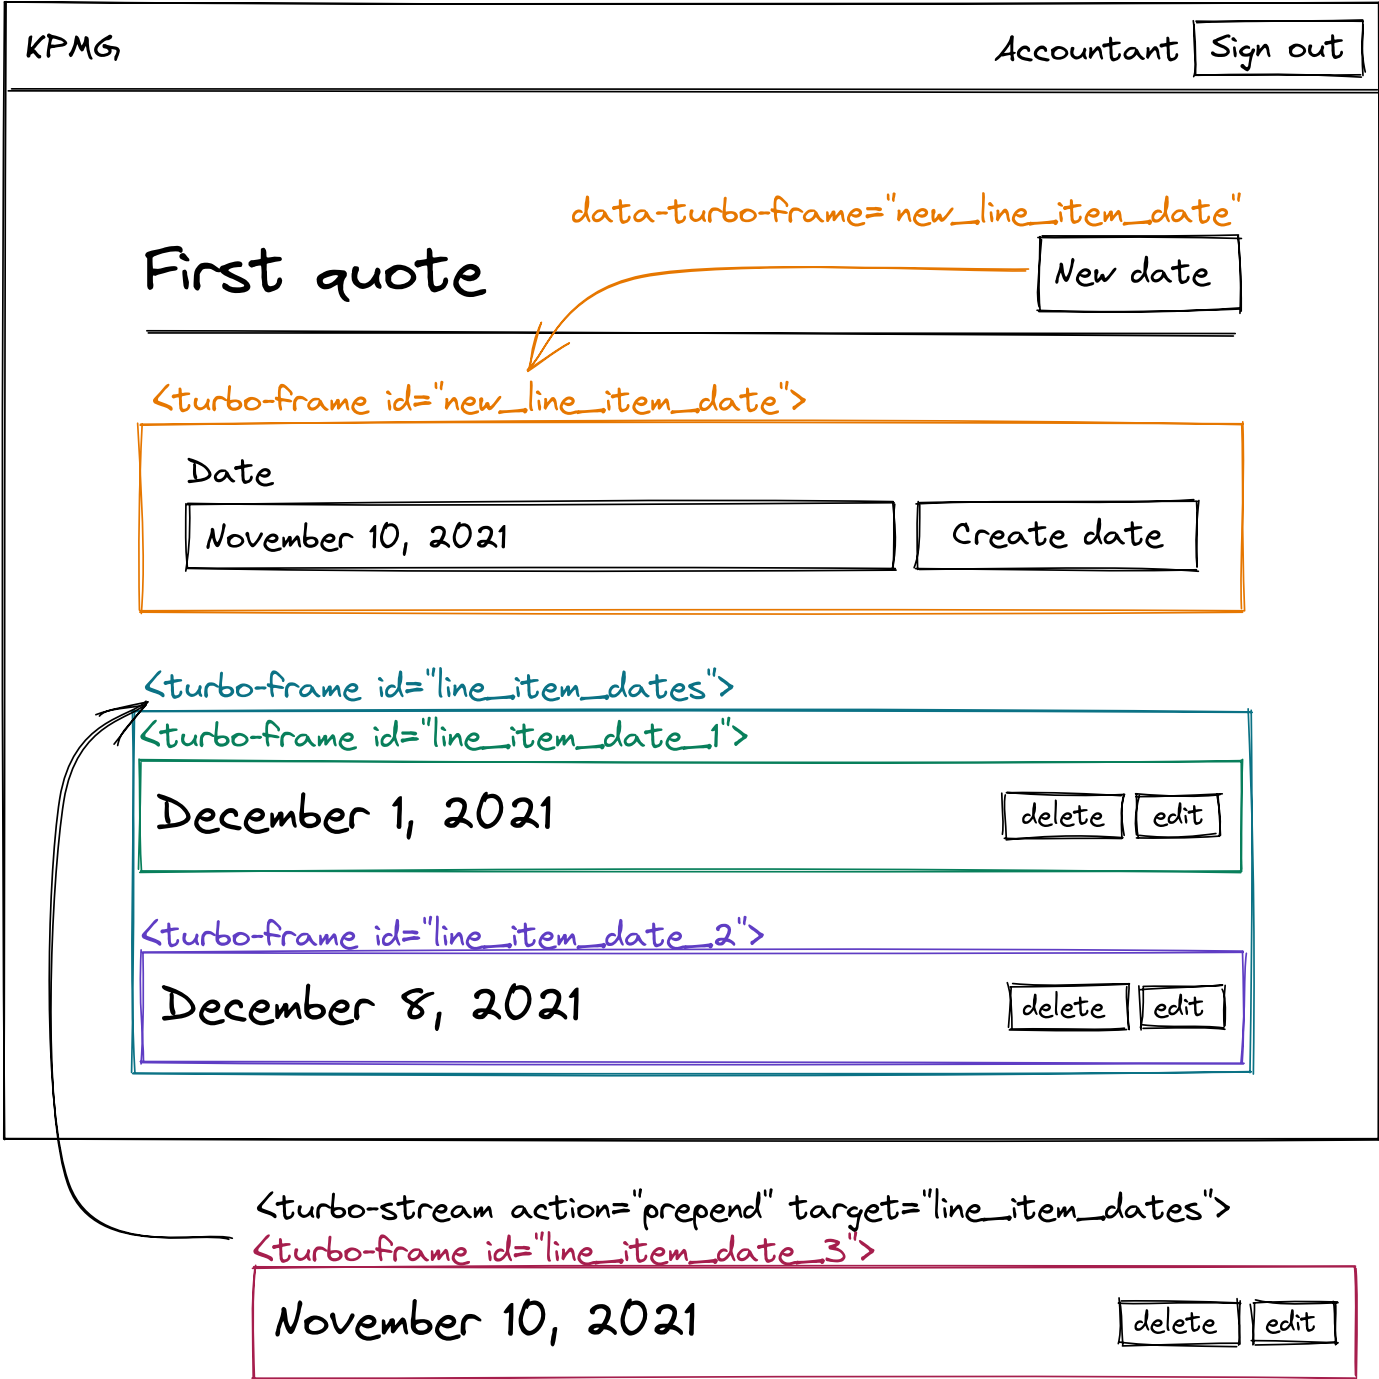 KPMG
Accountant Sign out
data-turbo-frame="new_line_item_date"
First quote
New date
<turbo-frame id="new_line_item_date">
Date
November 10, 2021
Create date
<turbo-frame id="line_item_dates">
<turbo-frame id="line_item_date_1">
December 1, 2021
delete edit
<turbo-frame id="line_item_date_2">
December 8, 2021
delete edit
<turbo-stream action="prepend" target="line_item_dates">
<turbo-frame id="line_item_date_3">
November 10, 2021
delete edit